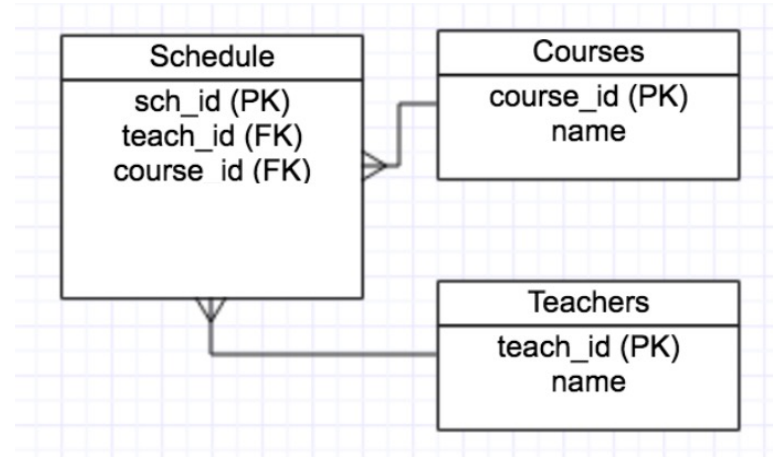 Schedule
sch_id (PK)
teach_id (FK)
course_id (FK)
Courses
course_id (PK)
name
Teachers
teach_id (PK)
name